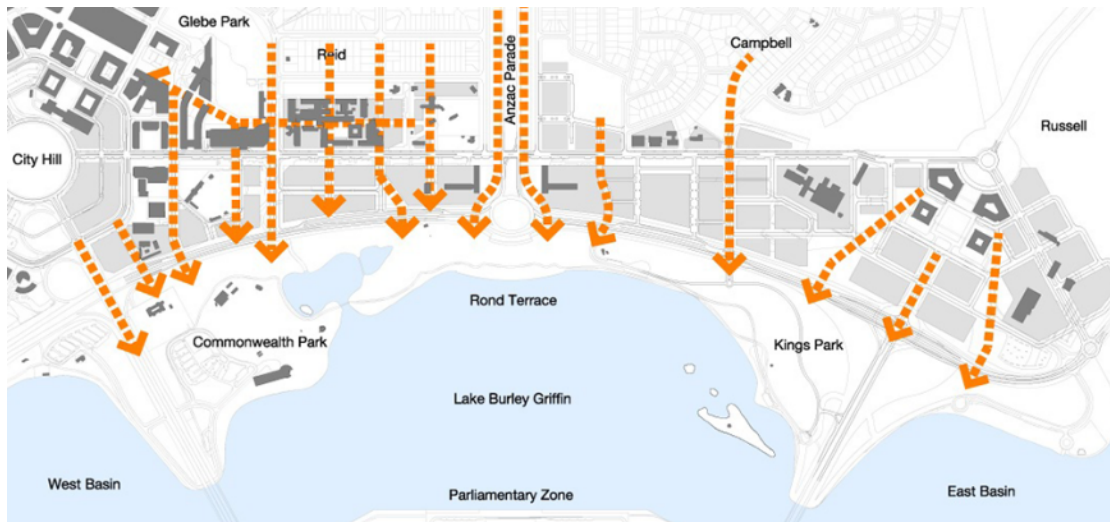 Glebe Park
Reid
Anzac Parade
Campbell
Russell
City Hill
Rond Terrace
Commonwealth Park
Kings Park
Lake Burley Griffin
West Basin
Parliamentary Zone
East Basin